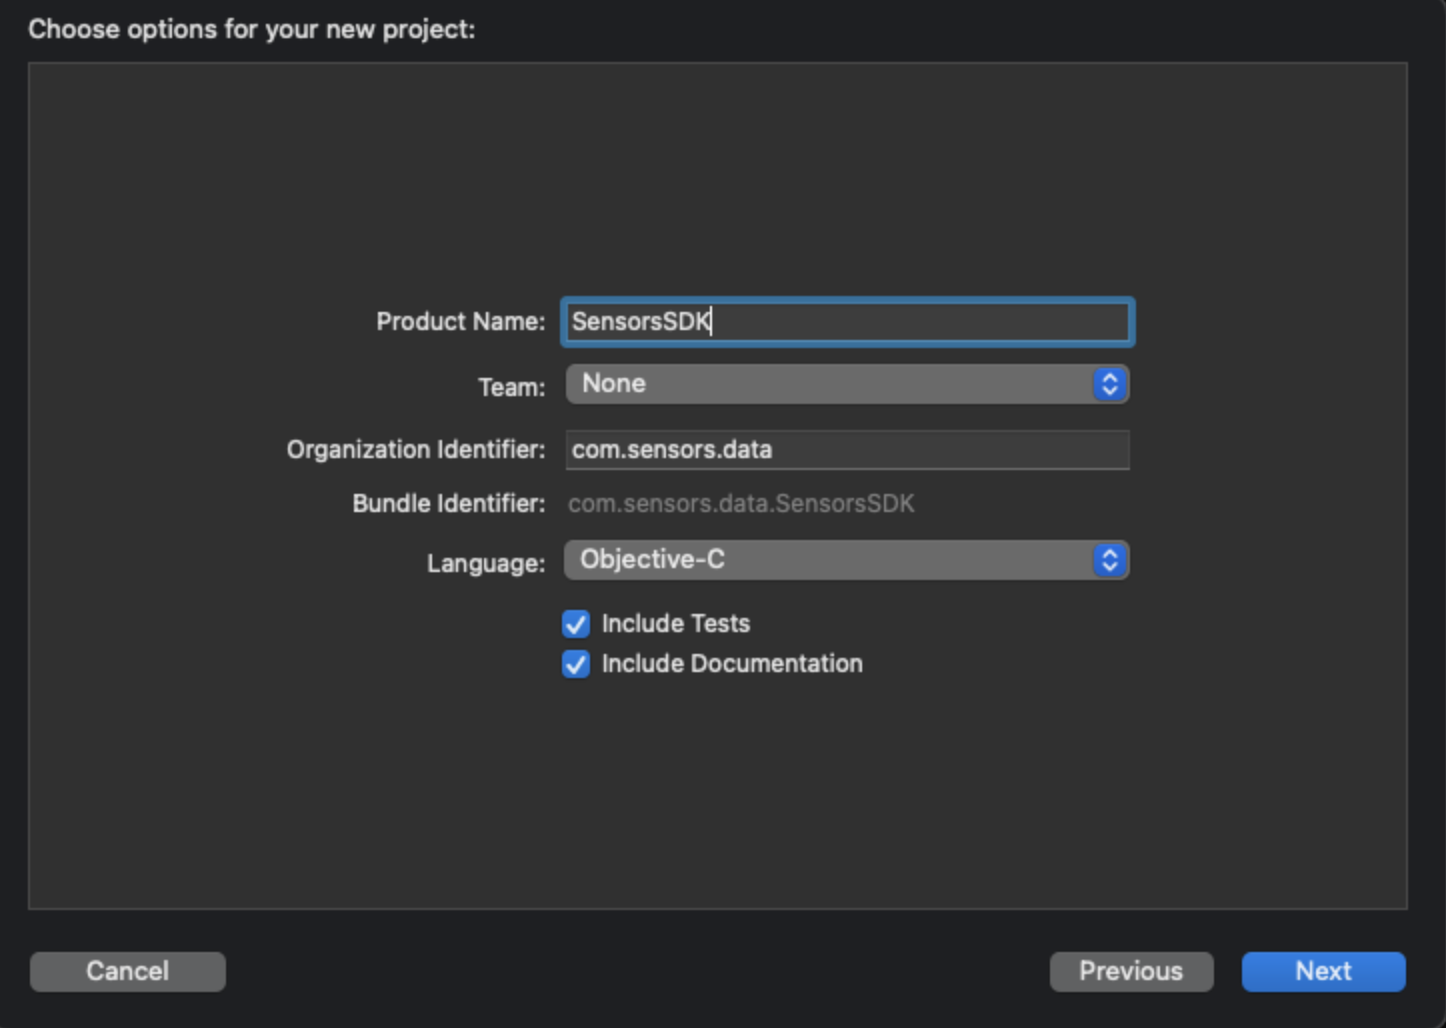 Choose options for your new project:
Product Name: SensorsSDK
Team: None
Organization Identifier: com.sensors.data
Bundle Identifier: com.sensors.data.SensorsSDK
Language: Objective-C
Include Tests
Include Documentation
Cancel Previous Next